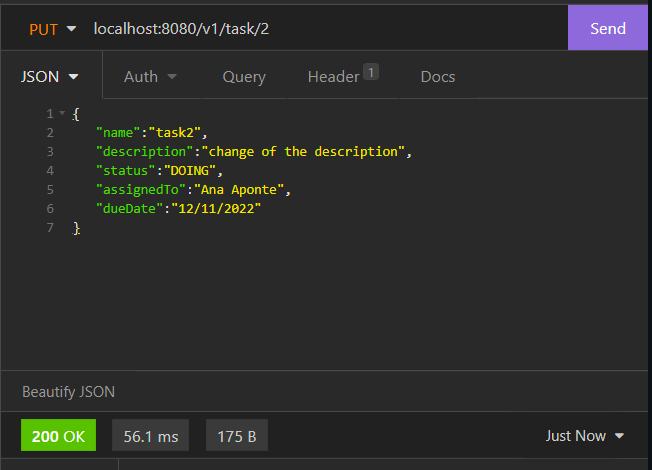 PUT localhost:8080/v1/task/2 Send
JSON Auth Query Header 1 Docs
1 {
2 "name":"task2",
3 "description":"change of the description",
4 "status":"DOING",
5 "assignedTo":"Ana Aponte",
6 "dueDate":"12/11/2022"
7 }
Beautify JSON
200 OK 56.1 ms 175 B Just Now